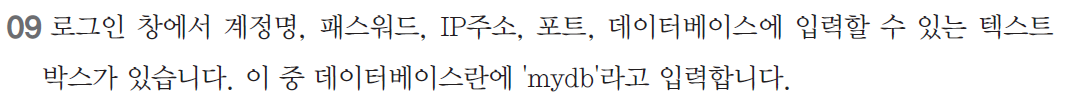 09 로그인 창에서 계정명, 패스워드, IP주소, 포트, 데이터베이스에 입력할 수 있는 텍스트
박스가 있습니다. 이 중 데이터베이스란에 'mydb'라고 입력합니다.